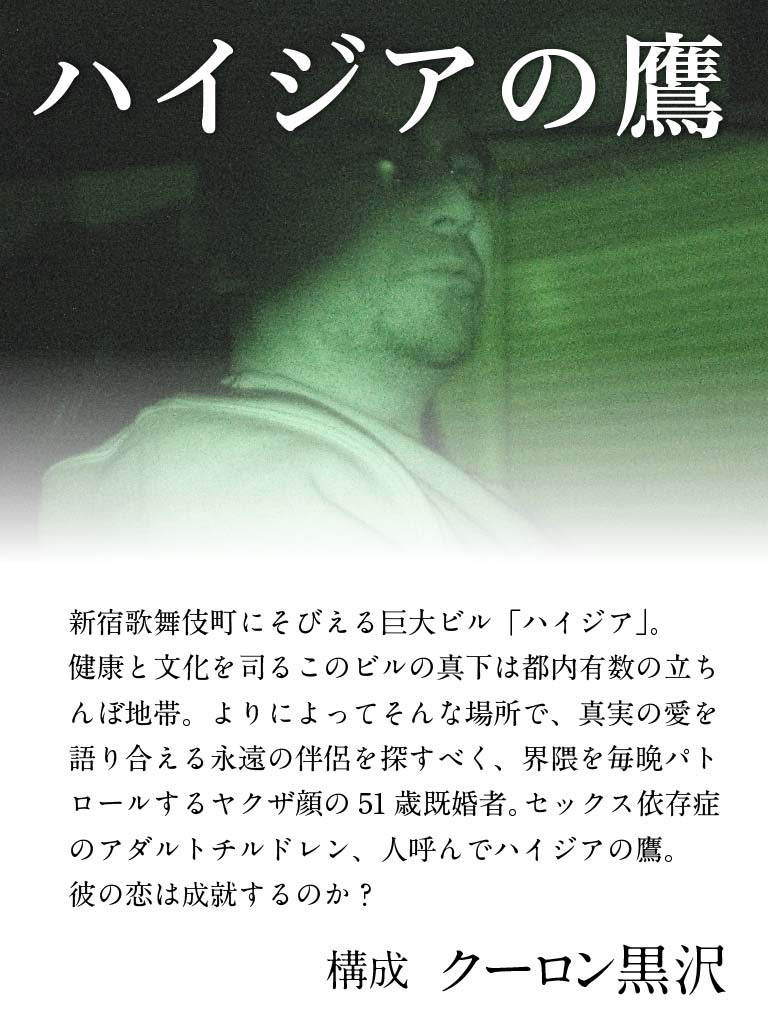 ハイジアの鷹
新宿歌舞伎町にそびえる巨大ビル「ハイジア」。
健康と文化を司るこのビルの真下は都内有数の立ち
んぼ地帯。よりによってそんな場所で、真実の愛を
語り合える永遠の伴侶を探すべく、界隈を毎晩パト
ロールするヤクザ顔の 51 歳既婚者。セックス依存症
のアダルトチルドレン、人呼んでハイジアの鷹。
彼の恋は成就するのか?
構成 クーロン黒沢